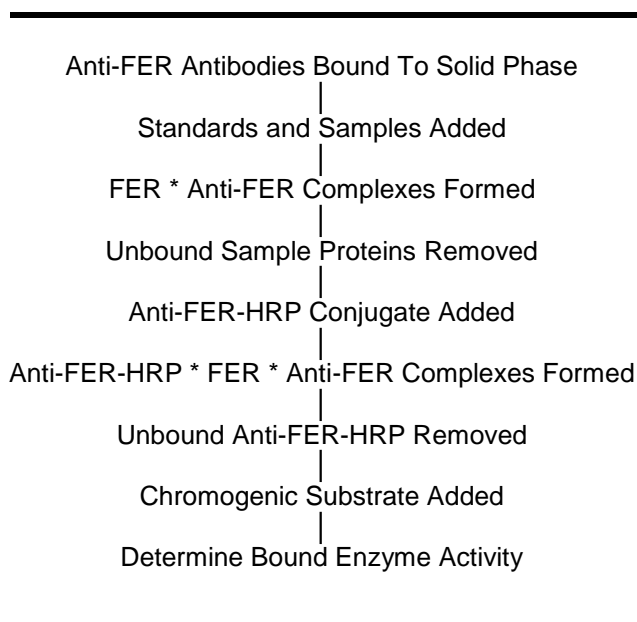 Anti-FER Antibodies Bound To Solid Phase
Standards and Samples Added
FER * Anti-FER Complexes Formed
Unbound Sample Proteins Removed
Anti-FER-HRP Conjugate Added
Anti-FER-HRP * FER * Anti-FER Complexes Formed
Unbound Anti-FER-HRP Removed
Chromogenic Substrate Added
Determine Bound Enzyme Activity